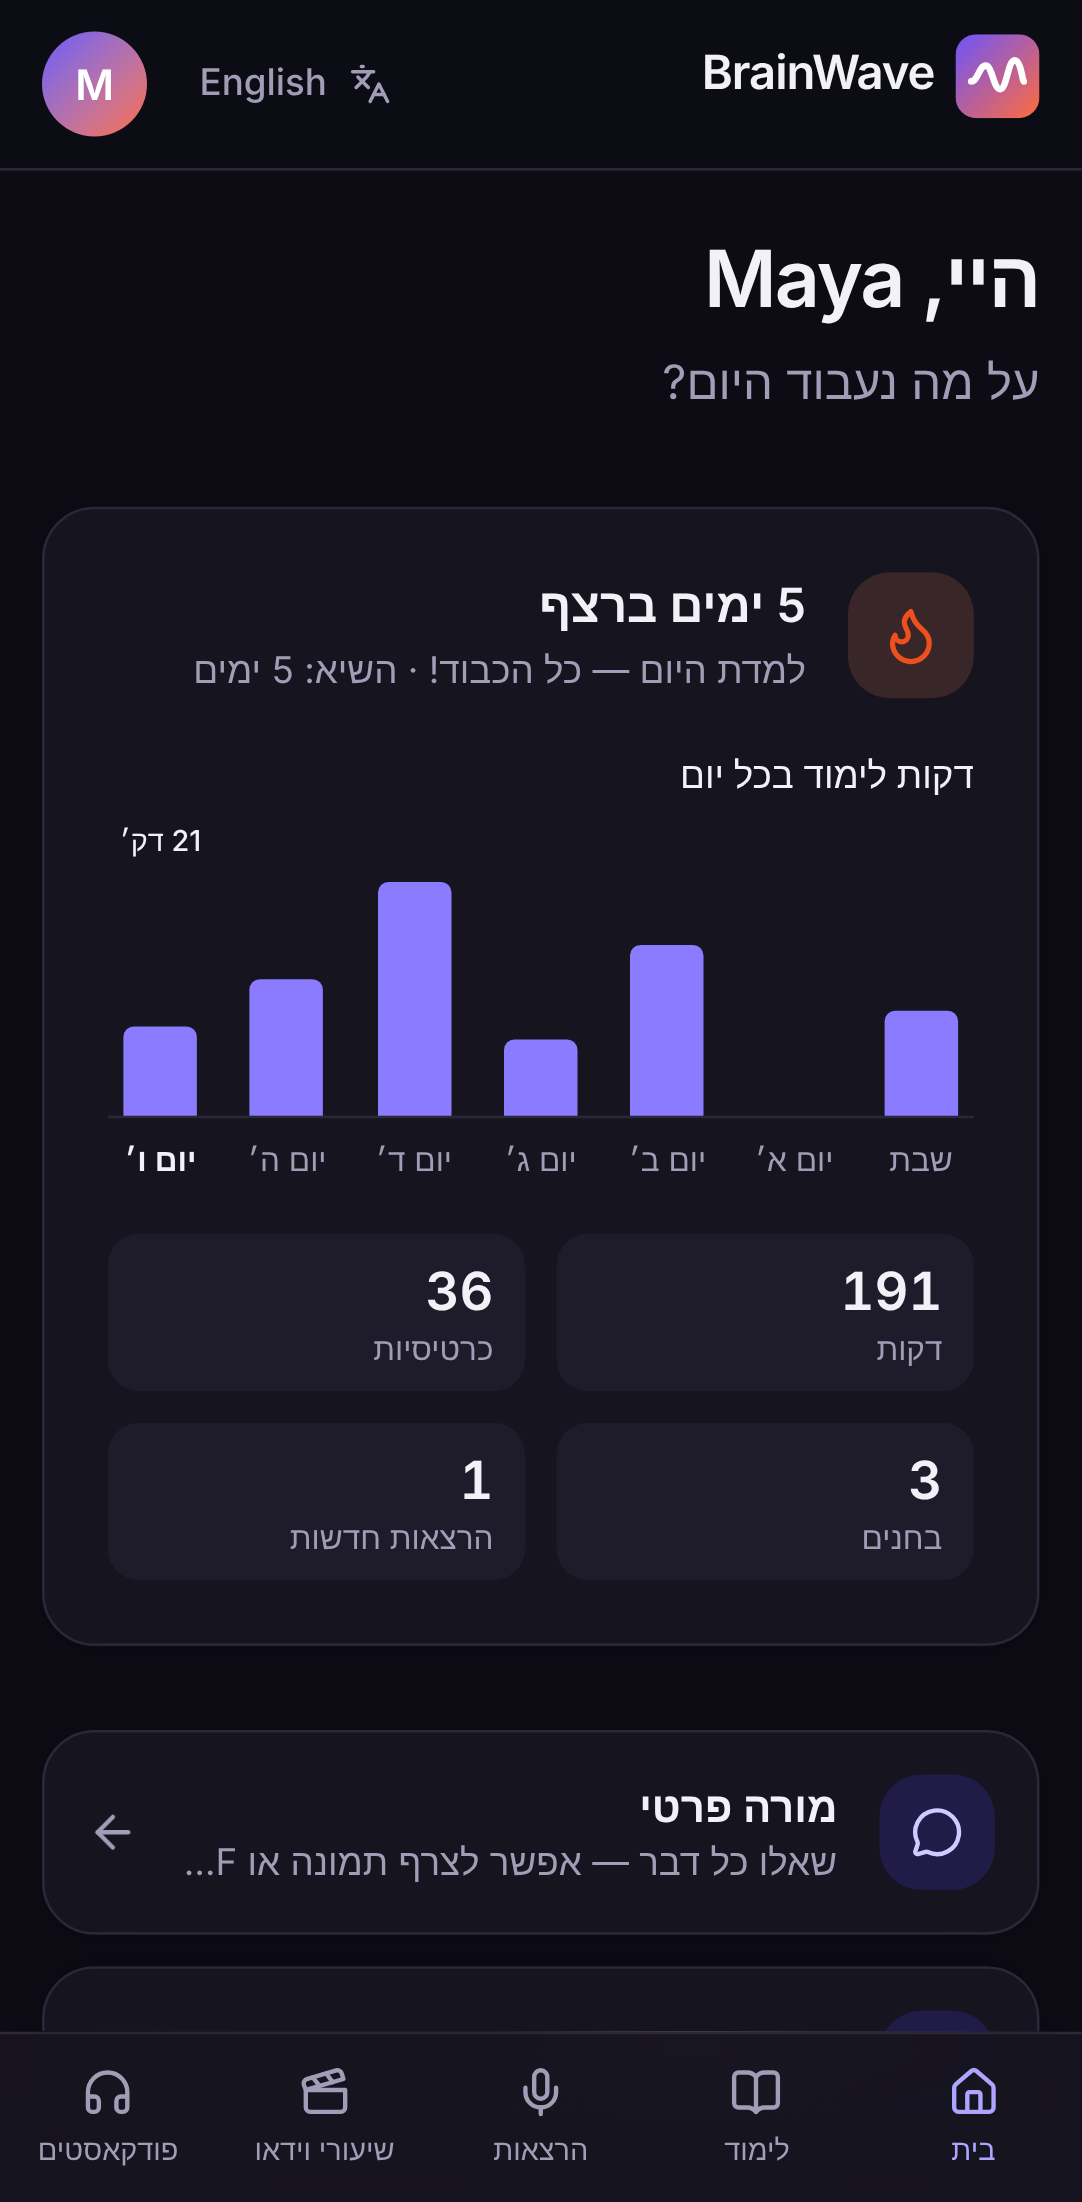 BrainWave
English
M
היי, Maya
על מה נעבוד היום?
5 ימים ברצף
למדת היום — כל הכבוד! · השיא: 5 ימים
דקות לימוד בכל יום
21 דק׳
שבת
יום א׳
יום ב׳
יום ג׳
יום ד׳
יום ה׳
יום ו׳
191
דקות
36
כרטיסיות
3
בחנים
1
הרצאות חדשות
מורה פרטי
שאלו כל דבר — אפשר לצרף תמונה או F...
בית
לימוד
הרצאות
שיעורי וידאו
פודקאסטים